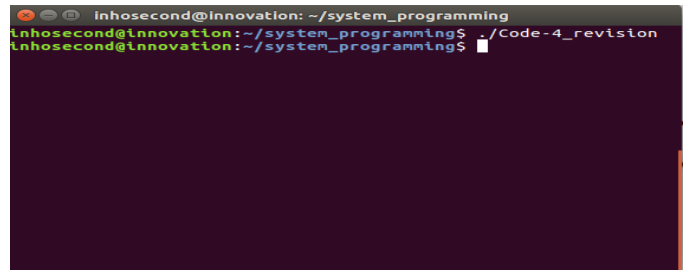 inhosecond@innovation: ~/system_programming
inhosecond@innovation:~/system_programming$ ./Code-4_revision
inhosecond@innovation:~/system_programming$